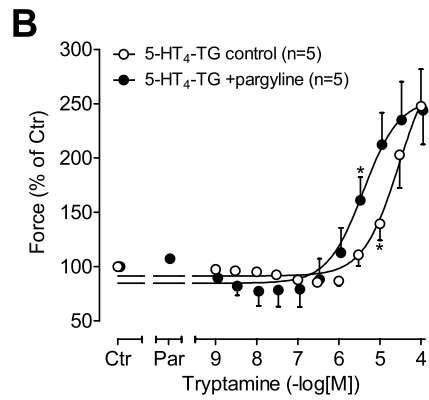 B
300
250
200
150
100
50
Force (% of Ctr)
5-HT₄-TG control (n=5)
5-HT₄-TG +pargyline (n=5)
*
*
Ctr Par 9 8 7 6 5 4
Tryptamine (-log[M])